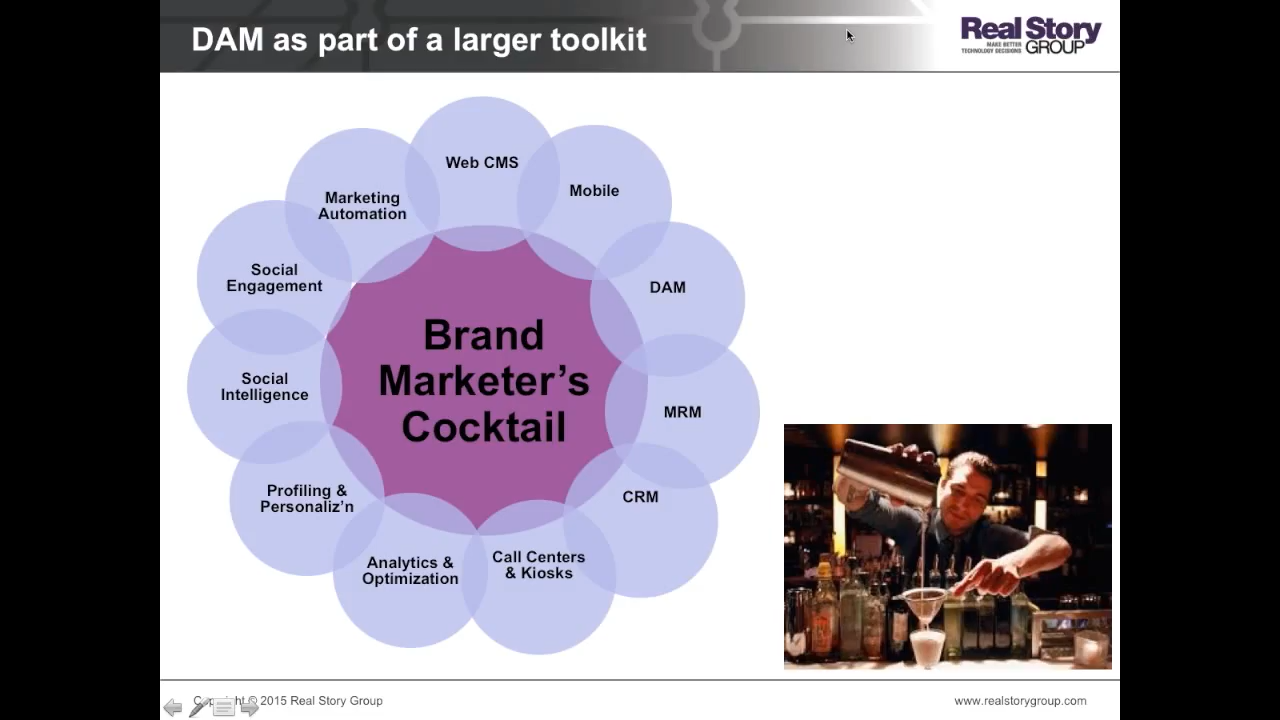 DAM as part of a larger toolkit
Real Story
MAKE BETTER
TECHNOLOGY DECISIONS
GROUP
Web CMS
Mobile
Marketing
Automation
DAM
Social
Engagement
Brand
Marketer’s
Cocktail
Social
Intelligence
MRM
CRM
Profiling &
Personaliz’n
Analytics &
Optimization
Call Centers
& Kiosks
Copyright © 2015 Real Story Group
www.realstorygroup.com